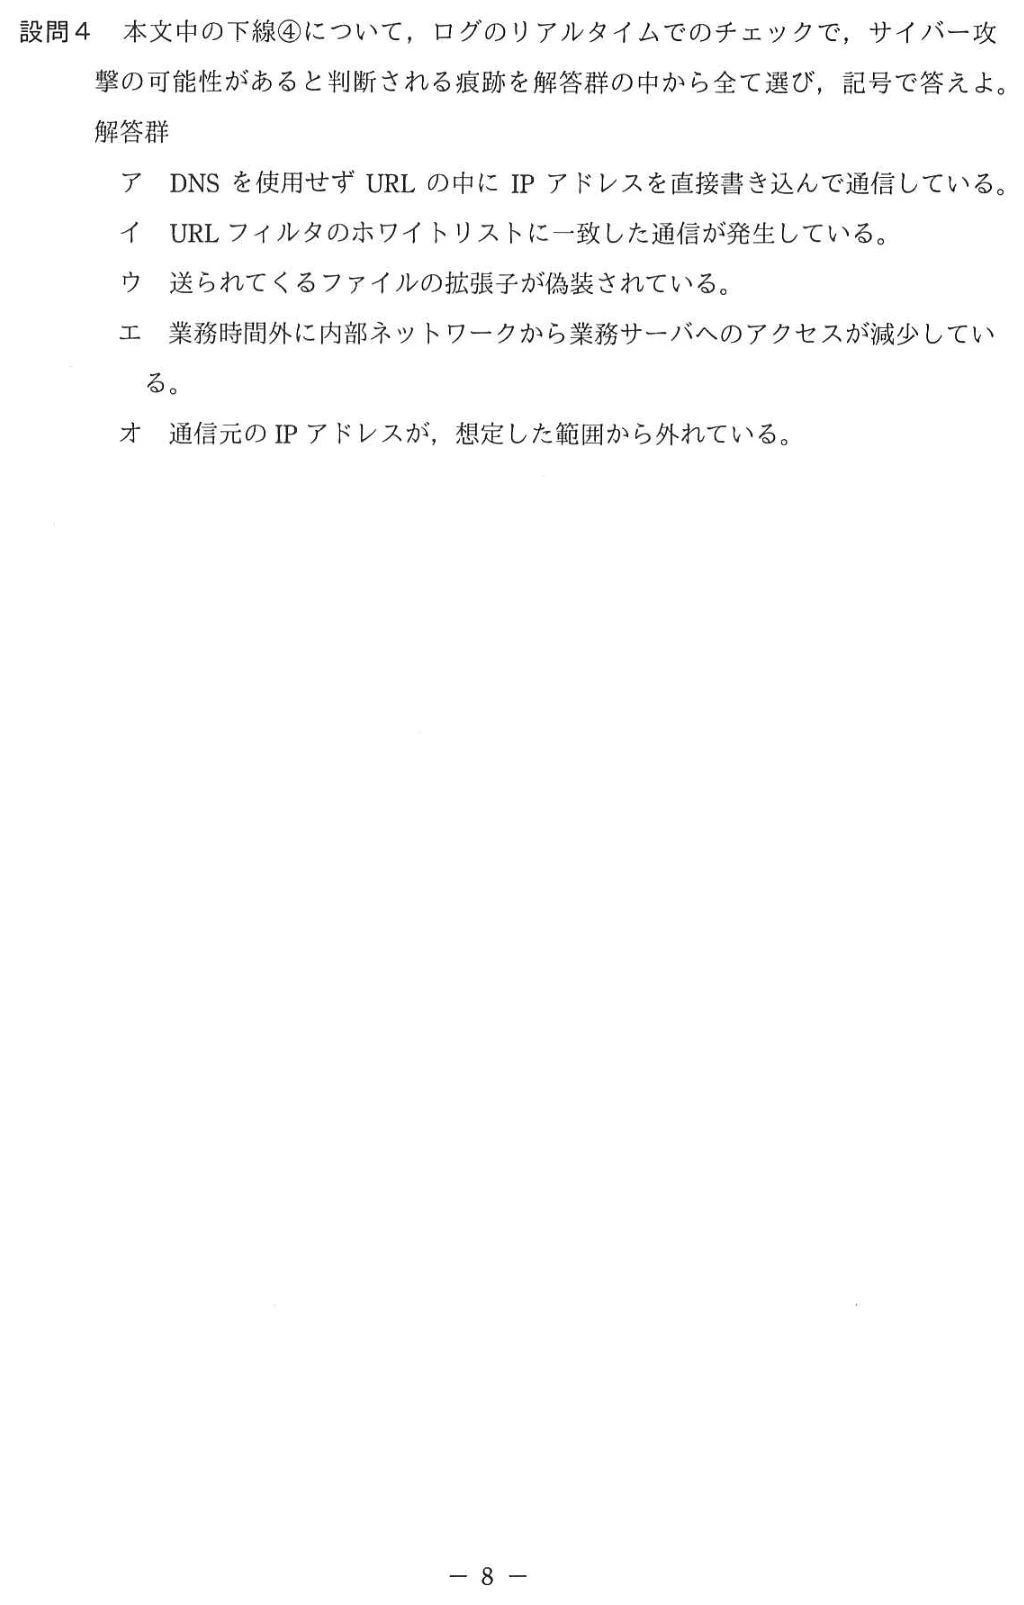 設問4　本文中の下線④について，ログのリアルタイムでのチェックで，サイバー攻
撃の可能性があると判断される痕跡を解答群の中から全て選び，記号で答えよ。
解答群
ア　DNS を使用せず URL の中に IP アドレスを直接書き込んで通信している。
イ　URL フィルタのホワイトリストに一致した通信が発生している。
ウ　送られてくるファイルの拡張子が偽装されている。
エ　業務時間外に内部ネットワークから業務サーバへのアクセスが減少してい
る。
オ　通信元の IP アドレスが，想定した範囲から外れている。
－ 8 －